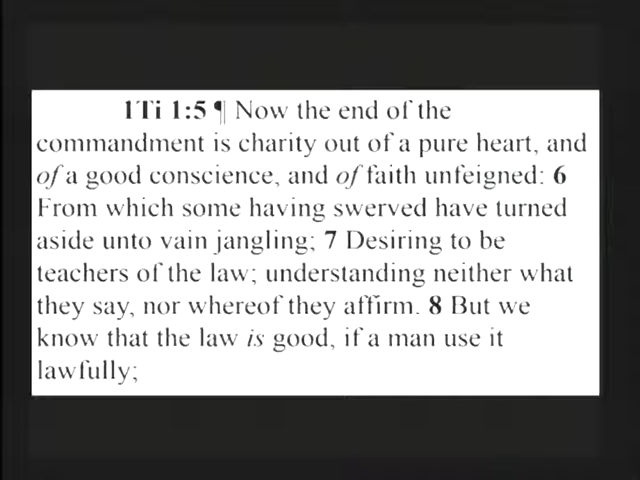 1Ti 1:5 ¶ Now the end of the
commandment is charity out of a pure heart, and
of a good conscience, and of faith unfeigned: 6
From which some having swerved have turned
aside unto vain jangling; 7 Desiring to be
teachers of the law; understanding neither what
they say, nor whereof they affirm. 8 But we
know that the law is good, if a man use it
lawfully;